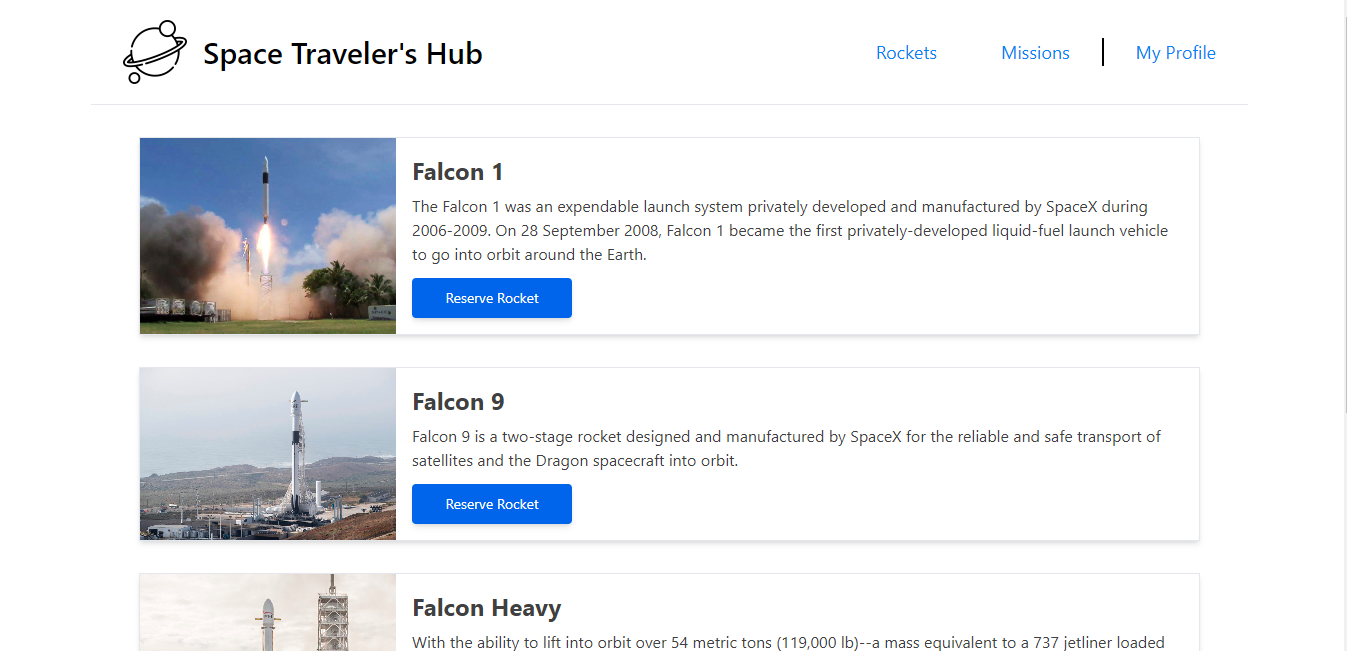 Space Traveler's Hub
Rockets
Missions
My Profile
Falcon 1
The Falcon 1 was an expendable launch system privately developed and manufactured by SpaceX during
2006-2009. On 28 September 2008, Falcon 1 became the first privately-developed liquid-fuel launch vehicle
to go into orbit around the Earth.
Reserve Rocket
Falcon 9
Falcon 9 is a two-stage rocket designed and manufactured by SpaceX for the reliable and safe transport of
satellites and the Dragon spacecraft into orbit.
Reserve Rocket
Falcon Heavy
With the ability to lift into orbit over 54 metric tons (119,000 lb)--a mass equivalent to a 737 jetliner loaded